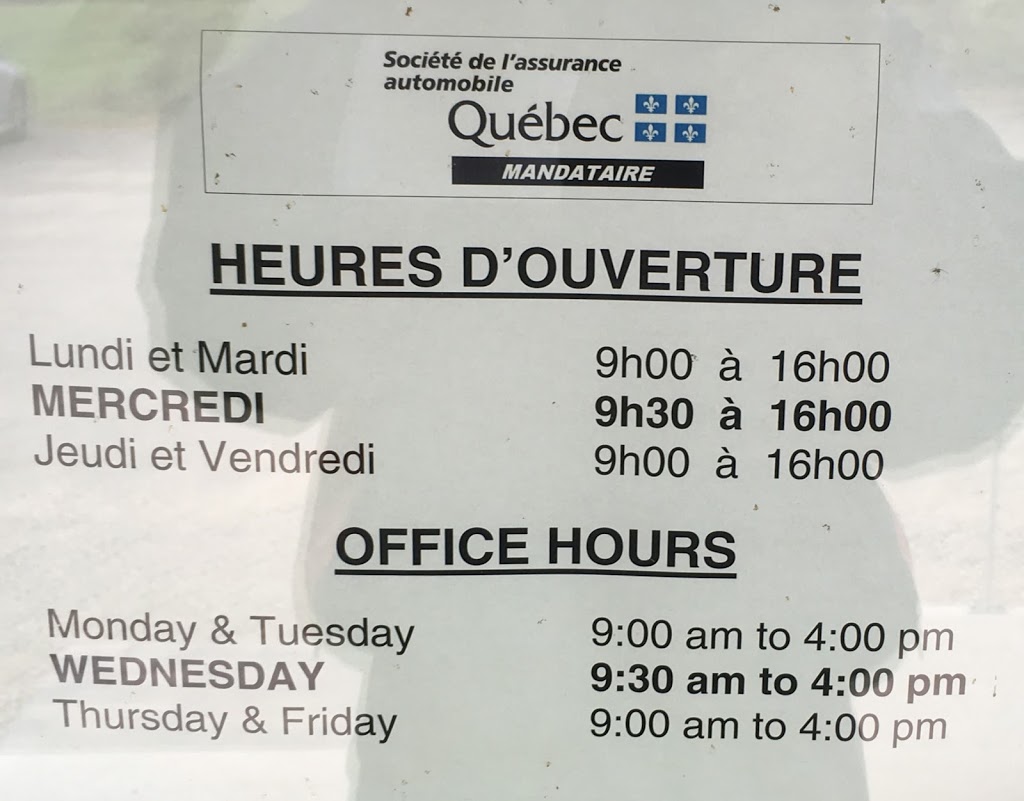 Société de l'assurance
automobile
Québec
MANDATAIRE
HEURES D'OUVERTURE
Lundi et Mardi 9h00 à 16h00
MERCREDI 9h30 à 16h00
Jeudi et Vendredi 9h00 à 16h00
OFFICE HOURS
Monday & Tuesday 9:00 am to 4:00 pm
WEDNESDAY 9:30 am to 4:00 pm
Thursday & Friday 9:00 am to 4:00 pm